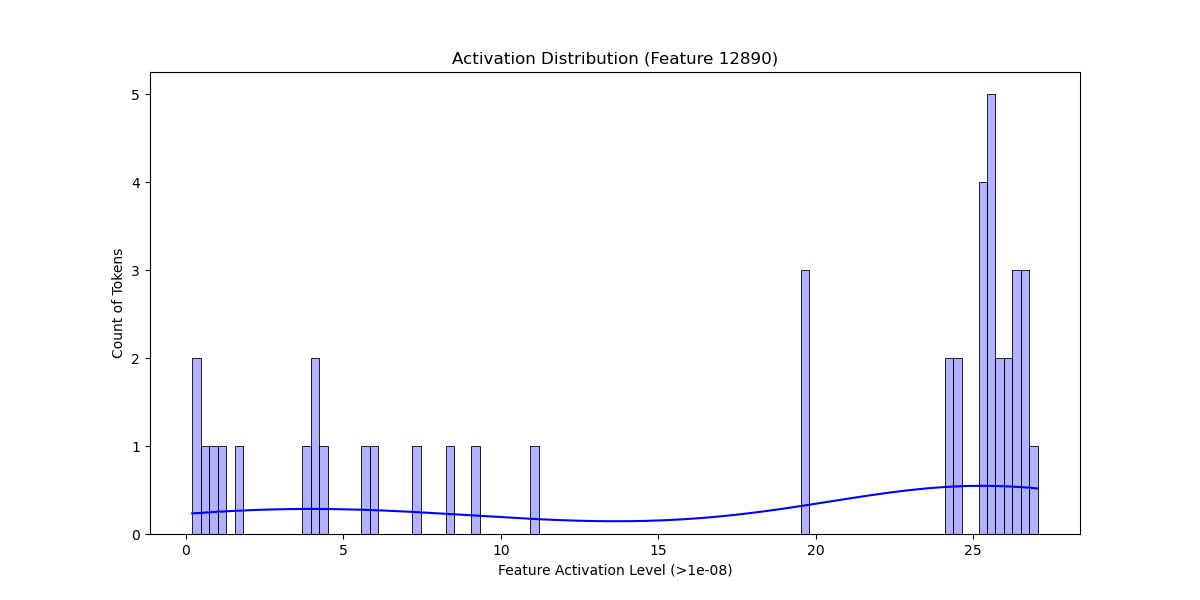 Activation Distribution (Feature 12890)
5
4
3
2
1
0
Count of Tokens
0 5 10 15 20 25
Feature Activation Level (>1e-08)